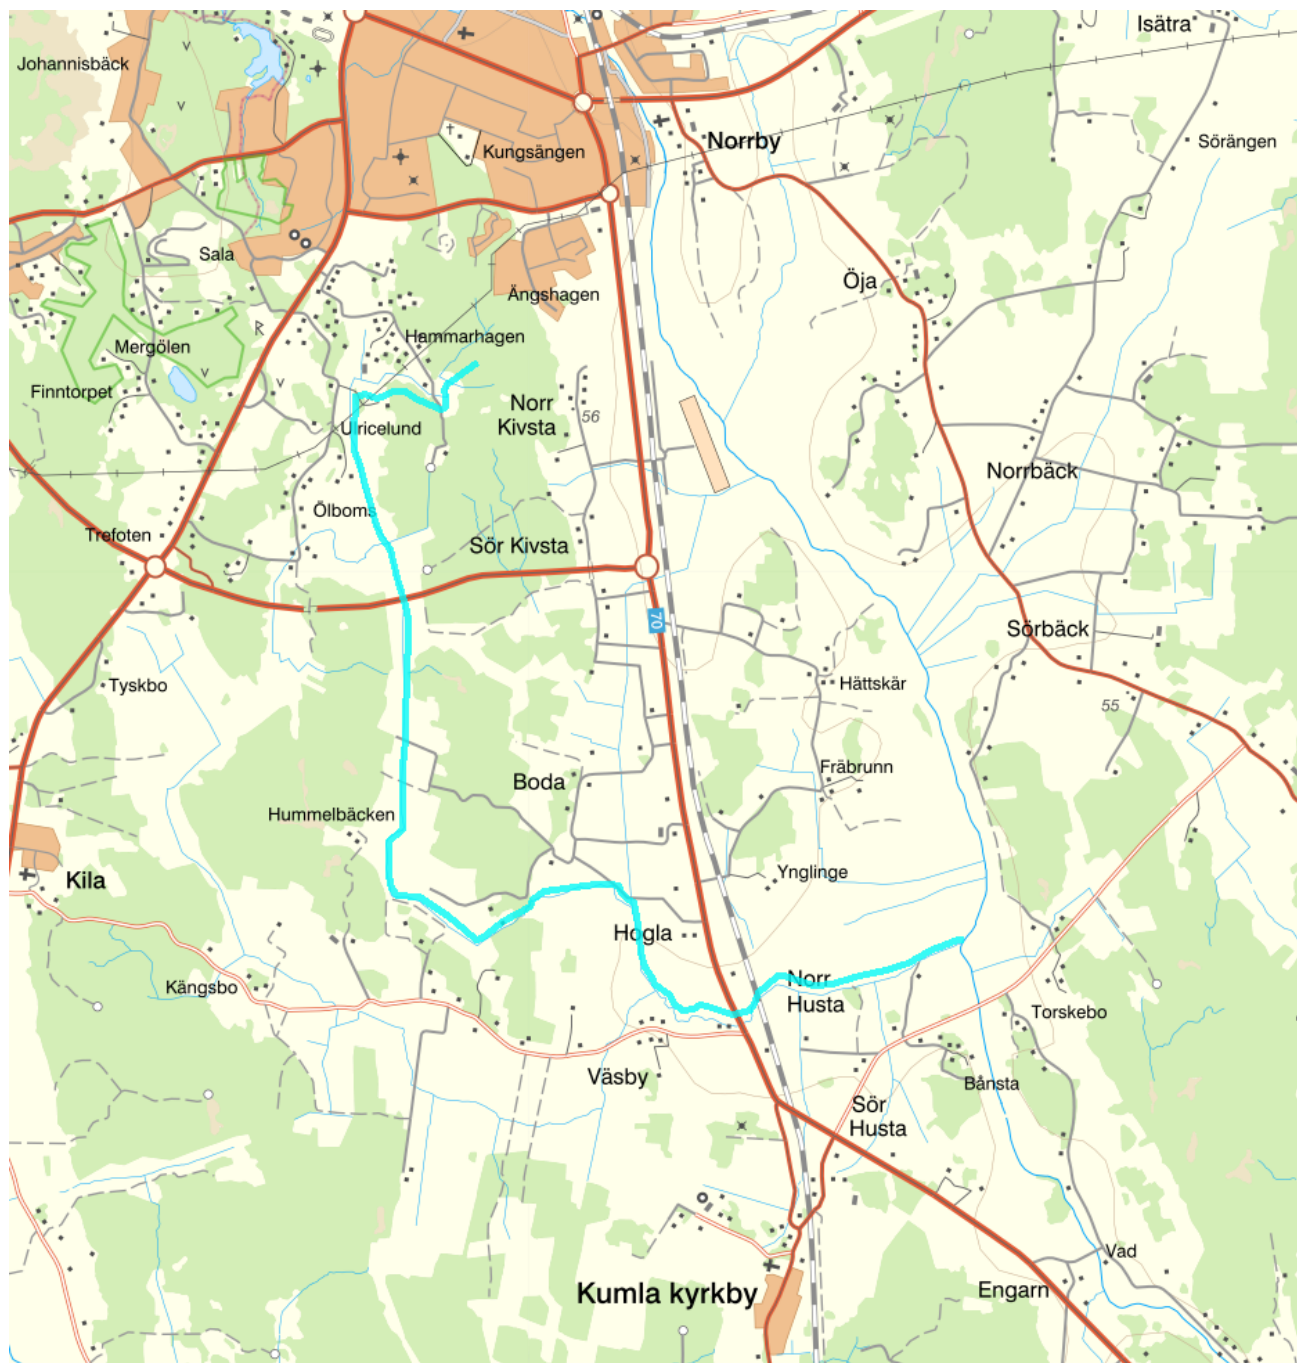 Isätra
Johannisbäck
Norrby
Sörängen
Kungsängen
Sala
Öja
Ängshagen
Hammarhagen
Mergölen
Finntorpet
Norr
Kivsta
56
Ulricelund
Norrbäck
Ölboms
Trefoten
Sör Kivsta
70
Sörbäck
Tyskbo
Hättskär
55
Fräbrunn
Boda
Hummelbäcken
Ynglinge
Kila
Hogla
Norr
Husta
Kängsbo
Torskebo
Väsby
Bånsta
Sör
Husta
Vad
Engarn
Kumla kyrkby